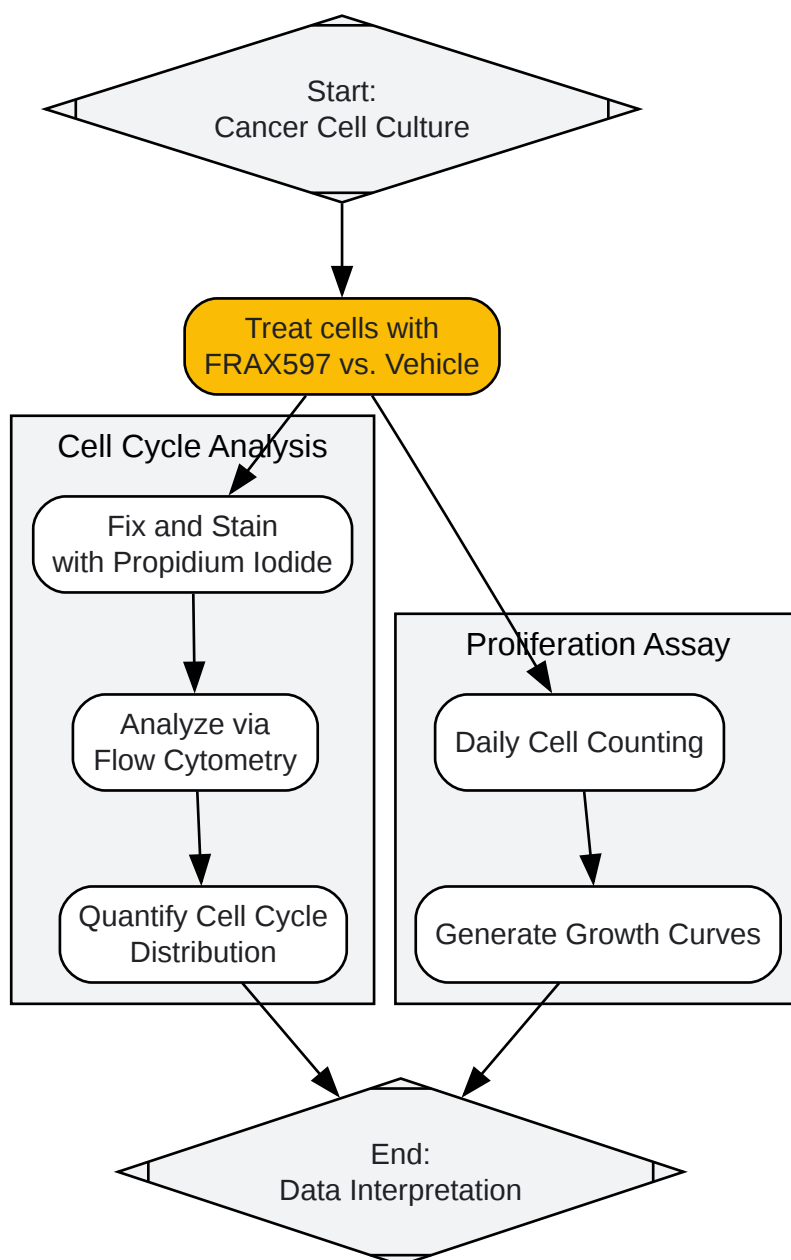 Start:
Cancer Cell Culture
Treat cells with
FRAX597 vs. Vehicle
Cell Cycle Analysis
Fix and Stain
with Propidium Iodide
Analyze via
Flow Cytometry
Quantify Cell Cycle
Distribution
Proliferation Assay
Daily Cell Counting
Generate Growth Curves
End:
Data Interpretation